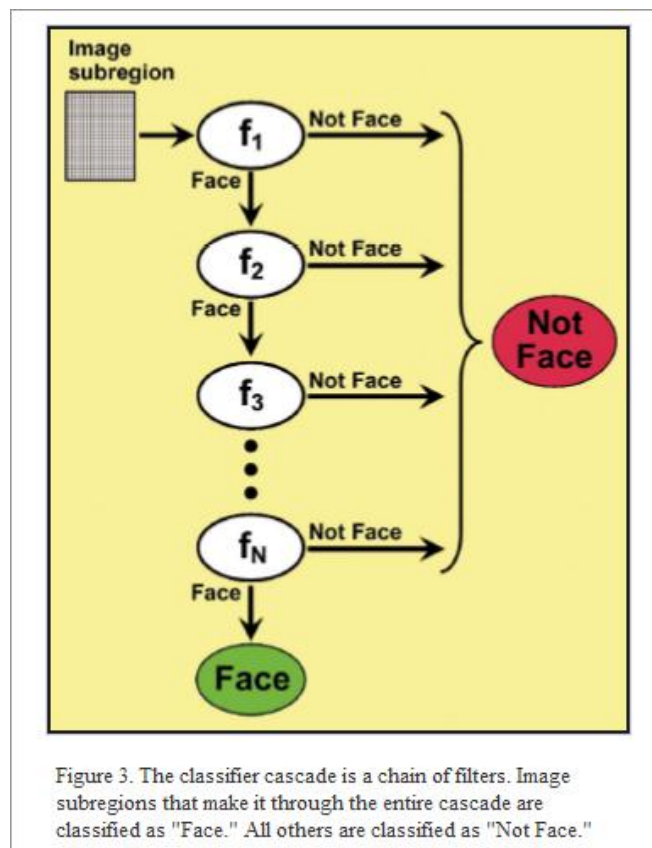 Image
subregion
f₁
Not Face
Face
f₂
Not Face
Face
f₃
Not Face
fN
Not Face
Face
Face
Not
Face
Figure 3. The classifier cascade is a chain of filters. Image
subregions that make it through the entire cascade are
classified as "Face." All others are classified as "Not Face."